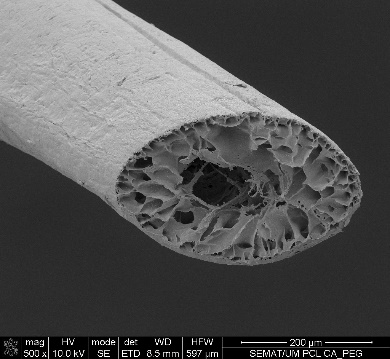 mag HV mode det WD HFW 200 μm
500 x 10.0 kV SE ETD 8.5 mm 597 μm SEMAT/UM PCL CA_PEG